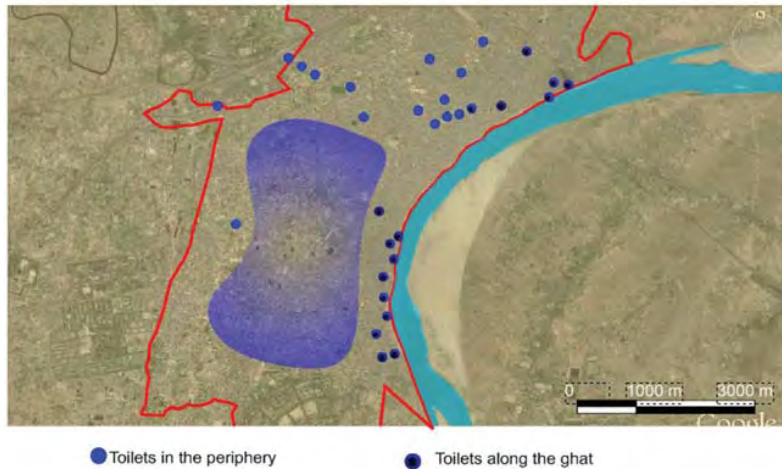 0 1000 m 3000 m
Google
Toilets in the periphery Toilets along the ghat